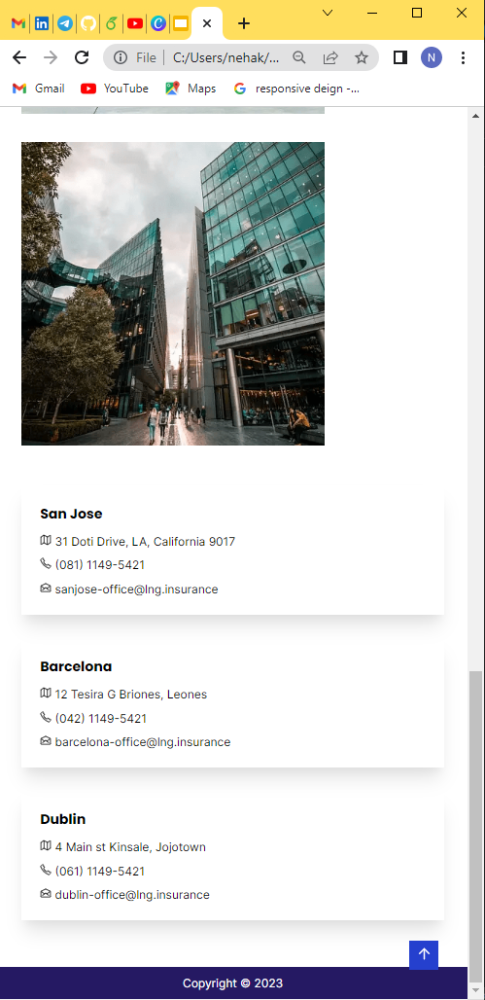 File
C:/Users/nehak/...
N
Gmail
YouTube
Maps
G responsive deign -...
San Jose
31 Doti Drive, LA, California 9017
(081) 1149-5421
sanjose-office@lng.insurance
Barcelona
12 Tesira G Briones, Leones
(042) 1149-5421
barcelona-office@lng.insurance
Dublin
4 Main st Kinsale, Jojotown
(061) 1149-5421
dublin-office@lng.insurance
Copyright © 2023